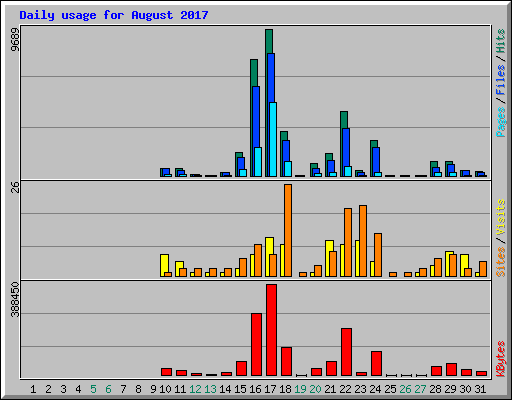 Daily usage for August 2017
9689
Pages / Files / Hits
26
Sites / Visits
388450
KBytes
1 2 3 4 5 6 7 8 9 10 11 12 13 14 15 16 17 18 19 20 21 22 23 24 25 26 27 28 29 30 31